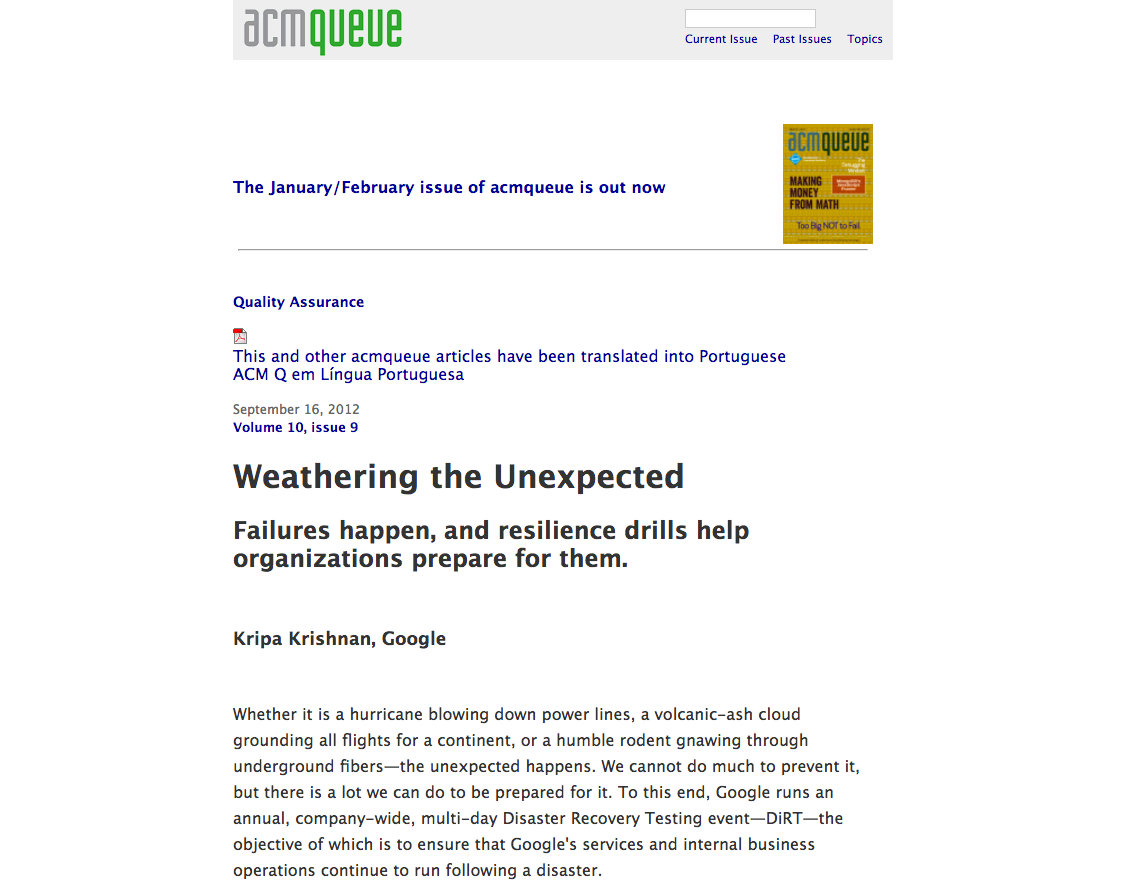 acmqueue
Current Issue Past Issues Topics
acmqueue
The
Debugging
Mindset
MAKING
MONEY
FROM MATH
Too Big NOT to Fail
The January/February issue of acmqueue is out now
Quality Assurance
This and other acmqueue articles have been translated into Portuguese
ACM Q em Língua Portuguesa
September 16, 2012
Volume 10, issue 9
Weathering the Unexpected
Failures happen, and resilience drills help
organizations prepare for them.
Kripa Krishnan, Google
Whether it is a hurricane blowing down power lines, a volcanic-ash cloud
grounding all flights for a continent, or a humble rodent gnawing through
underground fibers—the unexpected happens. We cannot do much to prevent it,
but there is a lot we can do to be prepared for it. To this end, Google runs an
annual, company-wide, multi-day Disaster Recovery Testing event—DiRT—the
objective of which is to ensure that Google's services and internal business
operations continue to run following a disaster.